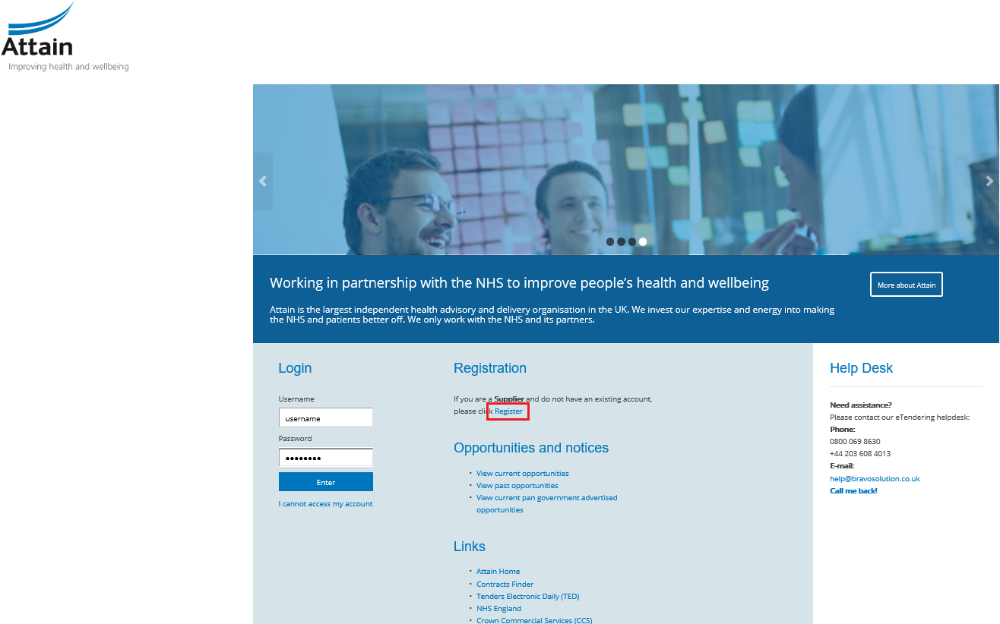 Attain
Improving health and wellbeing
Working in partnership with the NHS to improve people's health and wellbeing
More about Attain
Attain is the largest independent health advisory and delivery organisation in the UK. We invest our expertise and energy into making
the NHS and patients better off. We only work with the NHS and its partners.
Login
Username
username
Password
••••••••
Enter
I cannot access my account
Registration
If you are a Supplier and do not have an existing account,
please click Register
Opportunities and notices
• View current opportunities
• View past opportunities
• View current pan government advertised
opportunities
Links
• Attain Home
• Contracts Finder
• Tenders Electronic Daily (TED)
• NHS England
• Crown Commercial Services (CCS)
Help Desk
Need assistance?
Please contact our eTendering helpdesk:
Phone:
0800 069 8630
+44 203 608 4013
E-mail:
help@bravosolution.co.uk
Call me back!